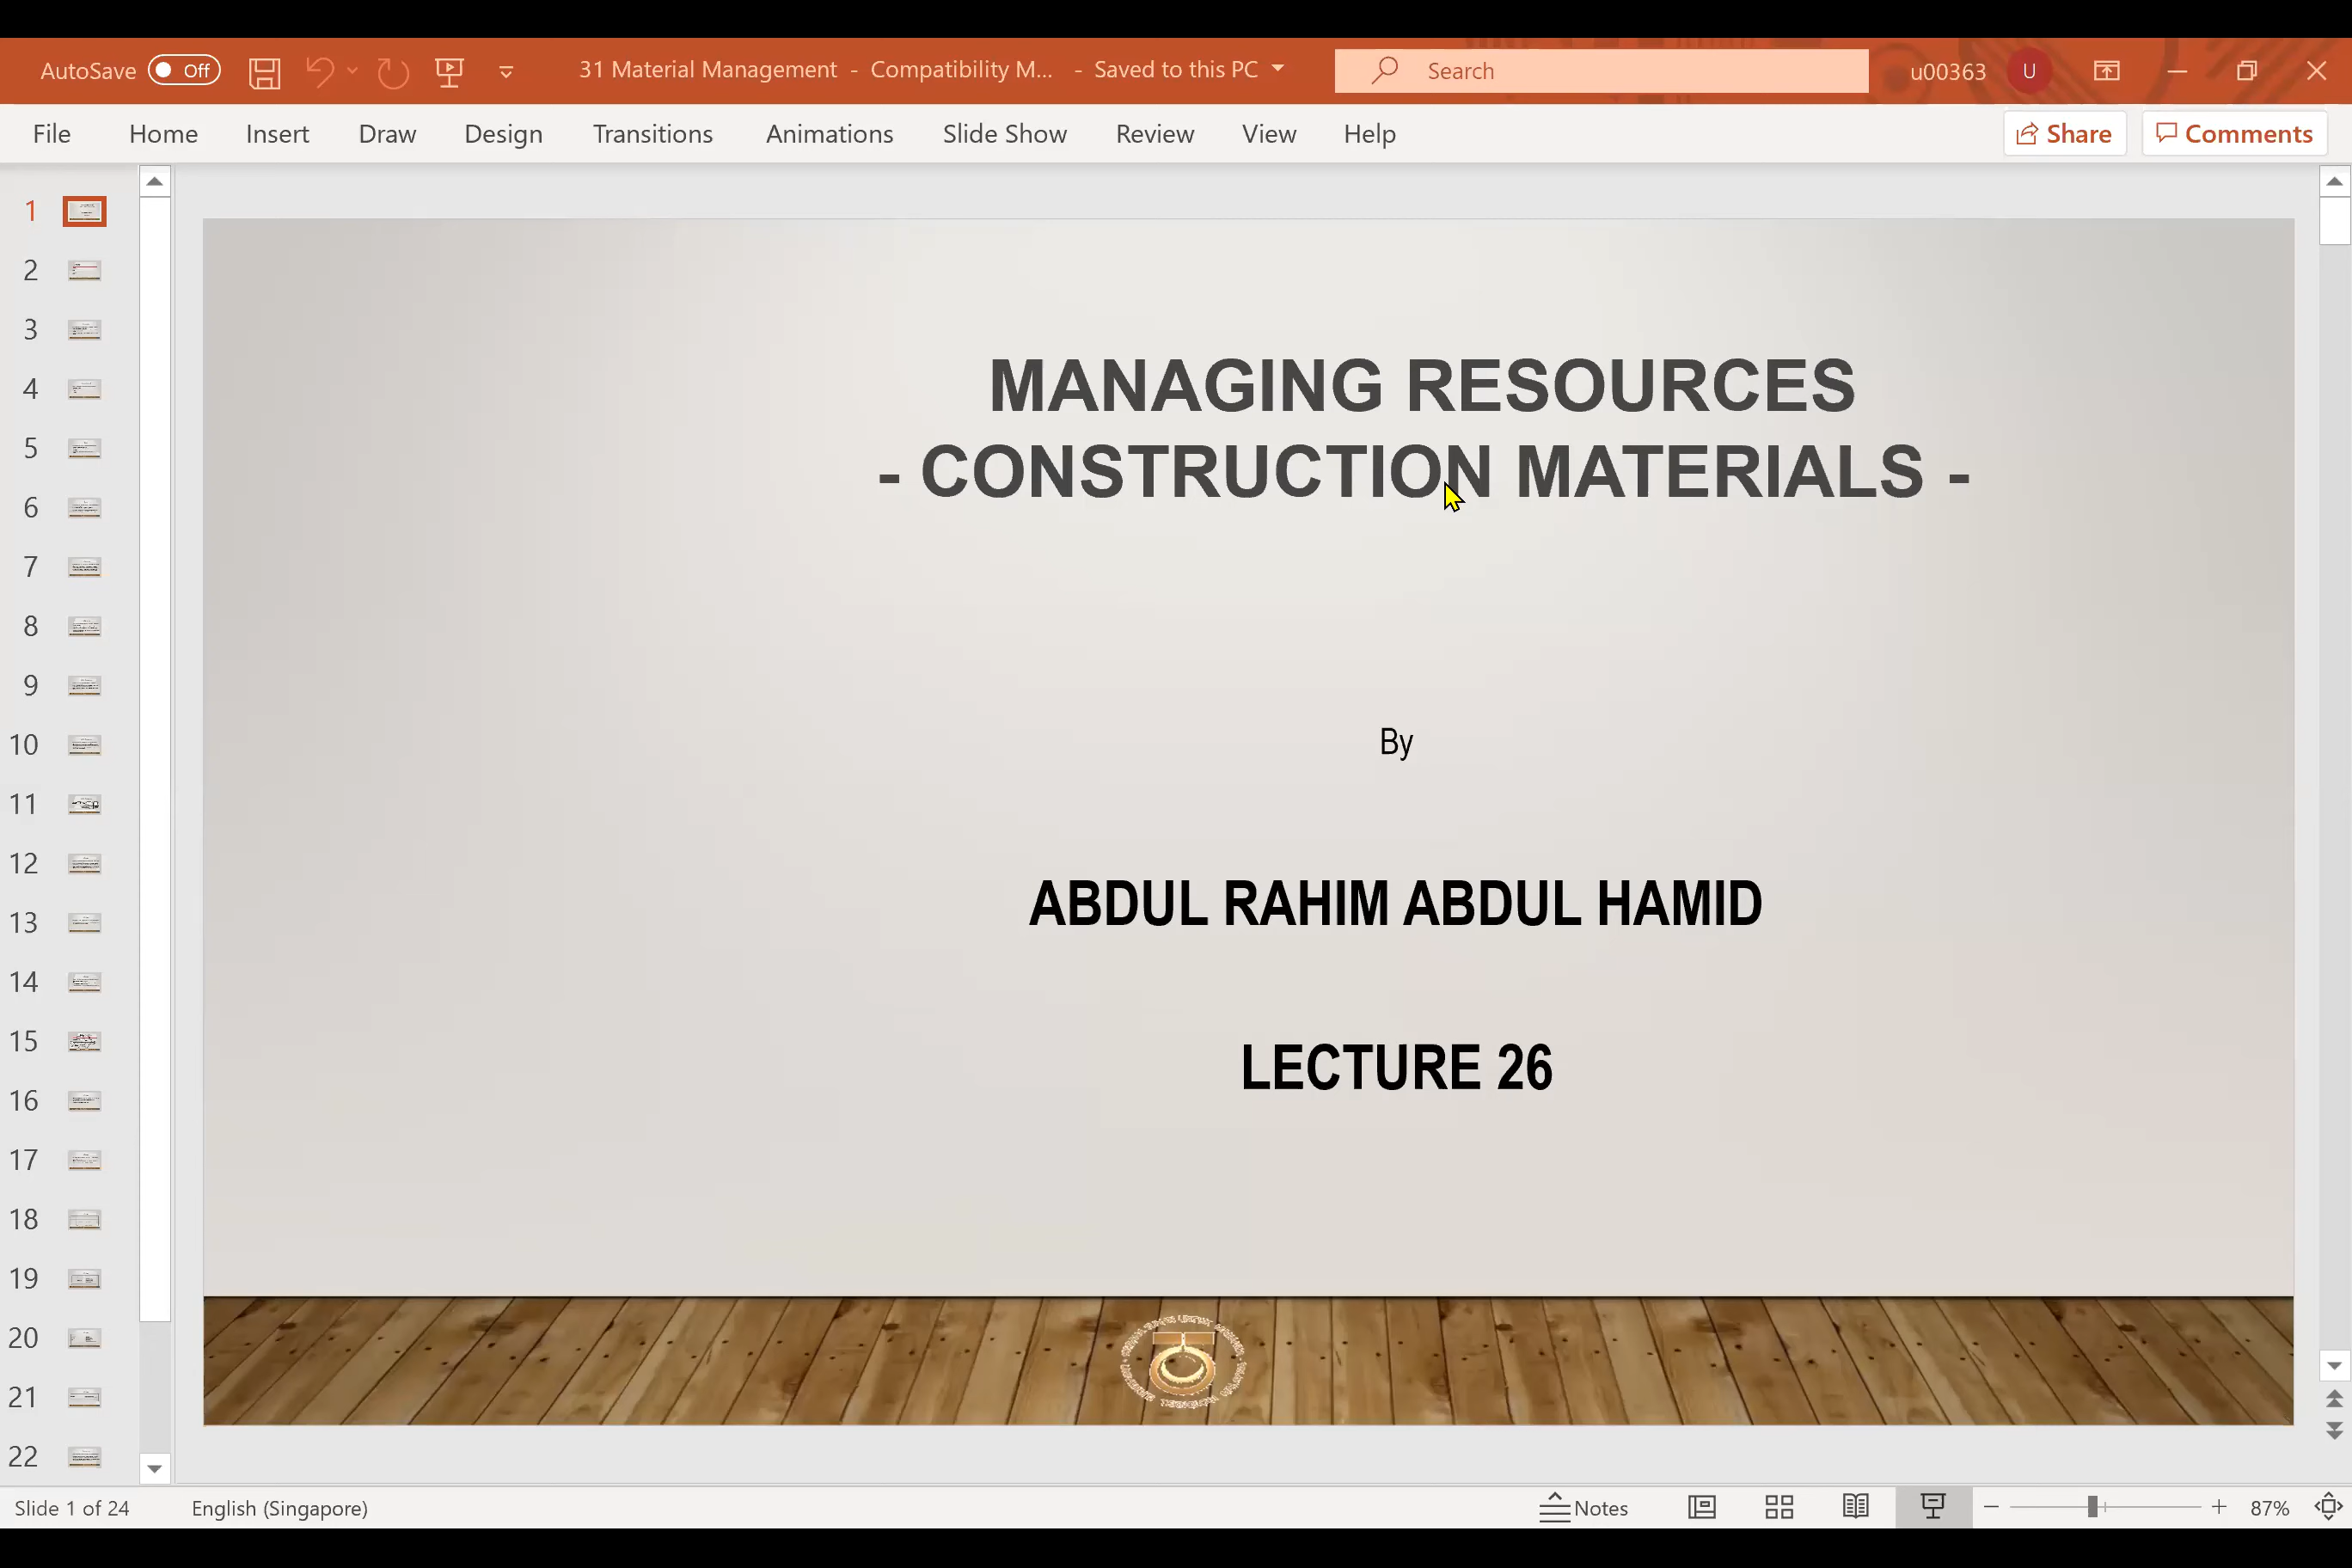 AutoSave Off 31 Material Management - Compatibility M... - Saved to this PC Search u00363 U
File Home Insert Draw Design Transitions Animations Slide Show Review View Help Share Comments
1
2
3
4
5
6
7
8
9
10
11
12
13
14
15
16
17
18
19
20
21
22
MANAGING RESOURCES
- CONSTRUCTION MATERIALS -
By
ABDUL RAHIM ABDUL HAMID
LECTURE 26
Slide 1 of 24 English (Singapore) Notes 87%